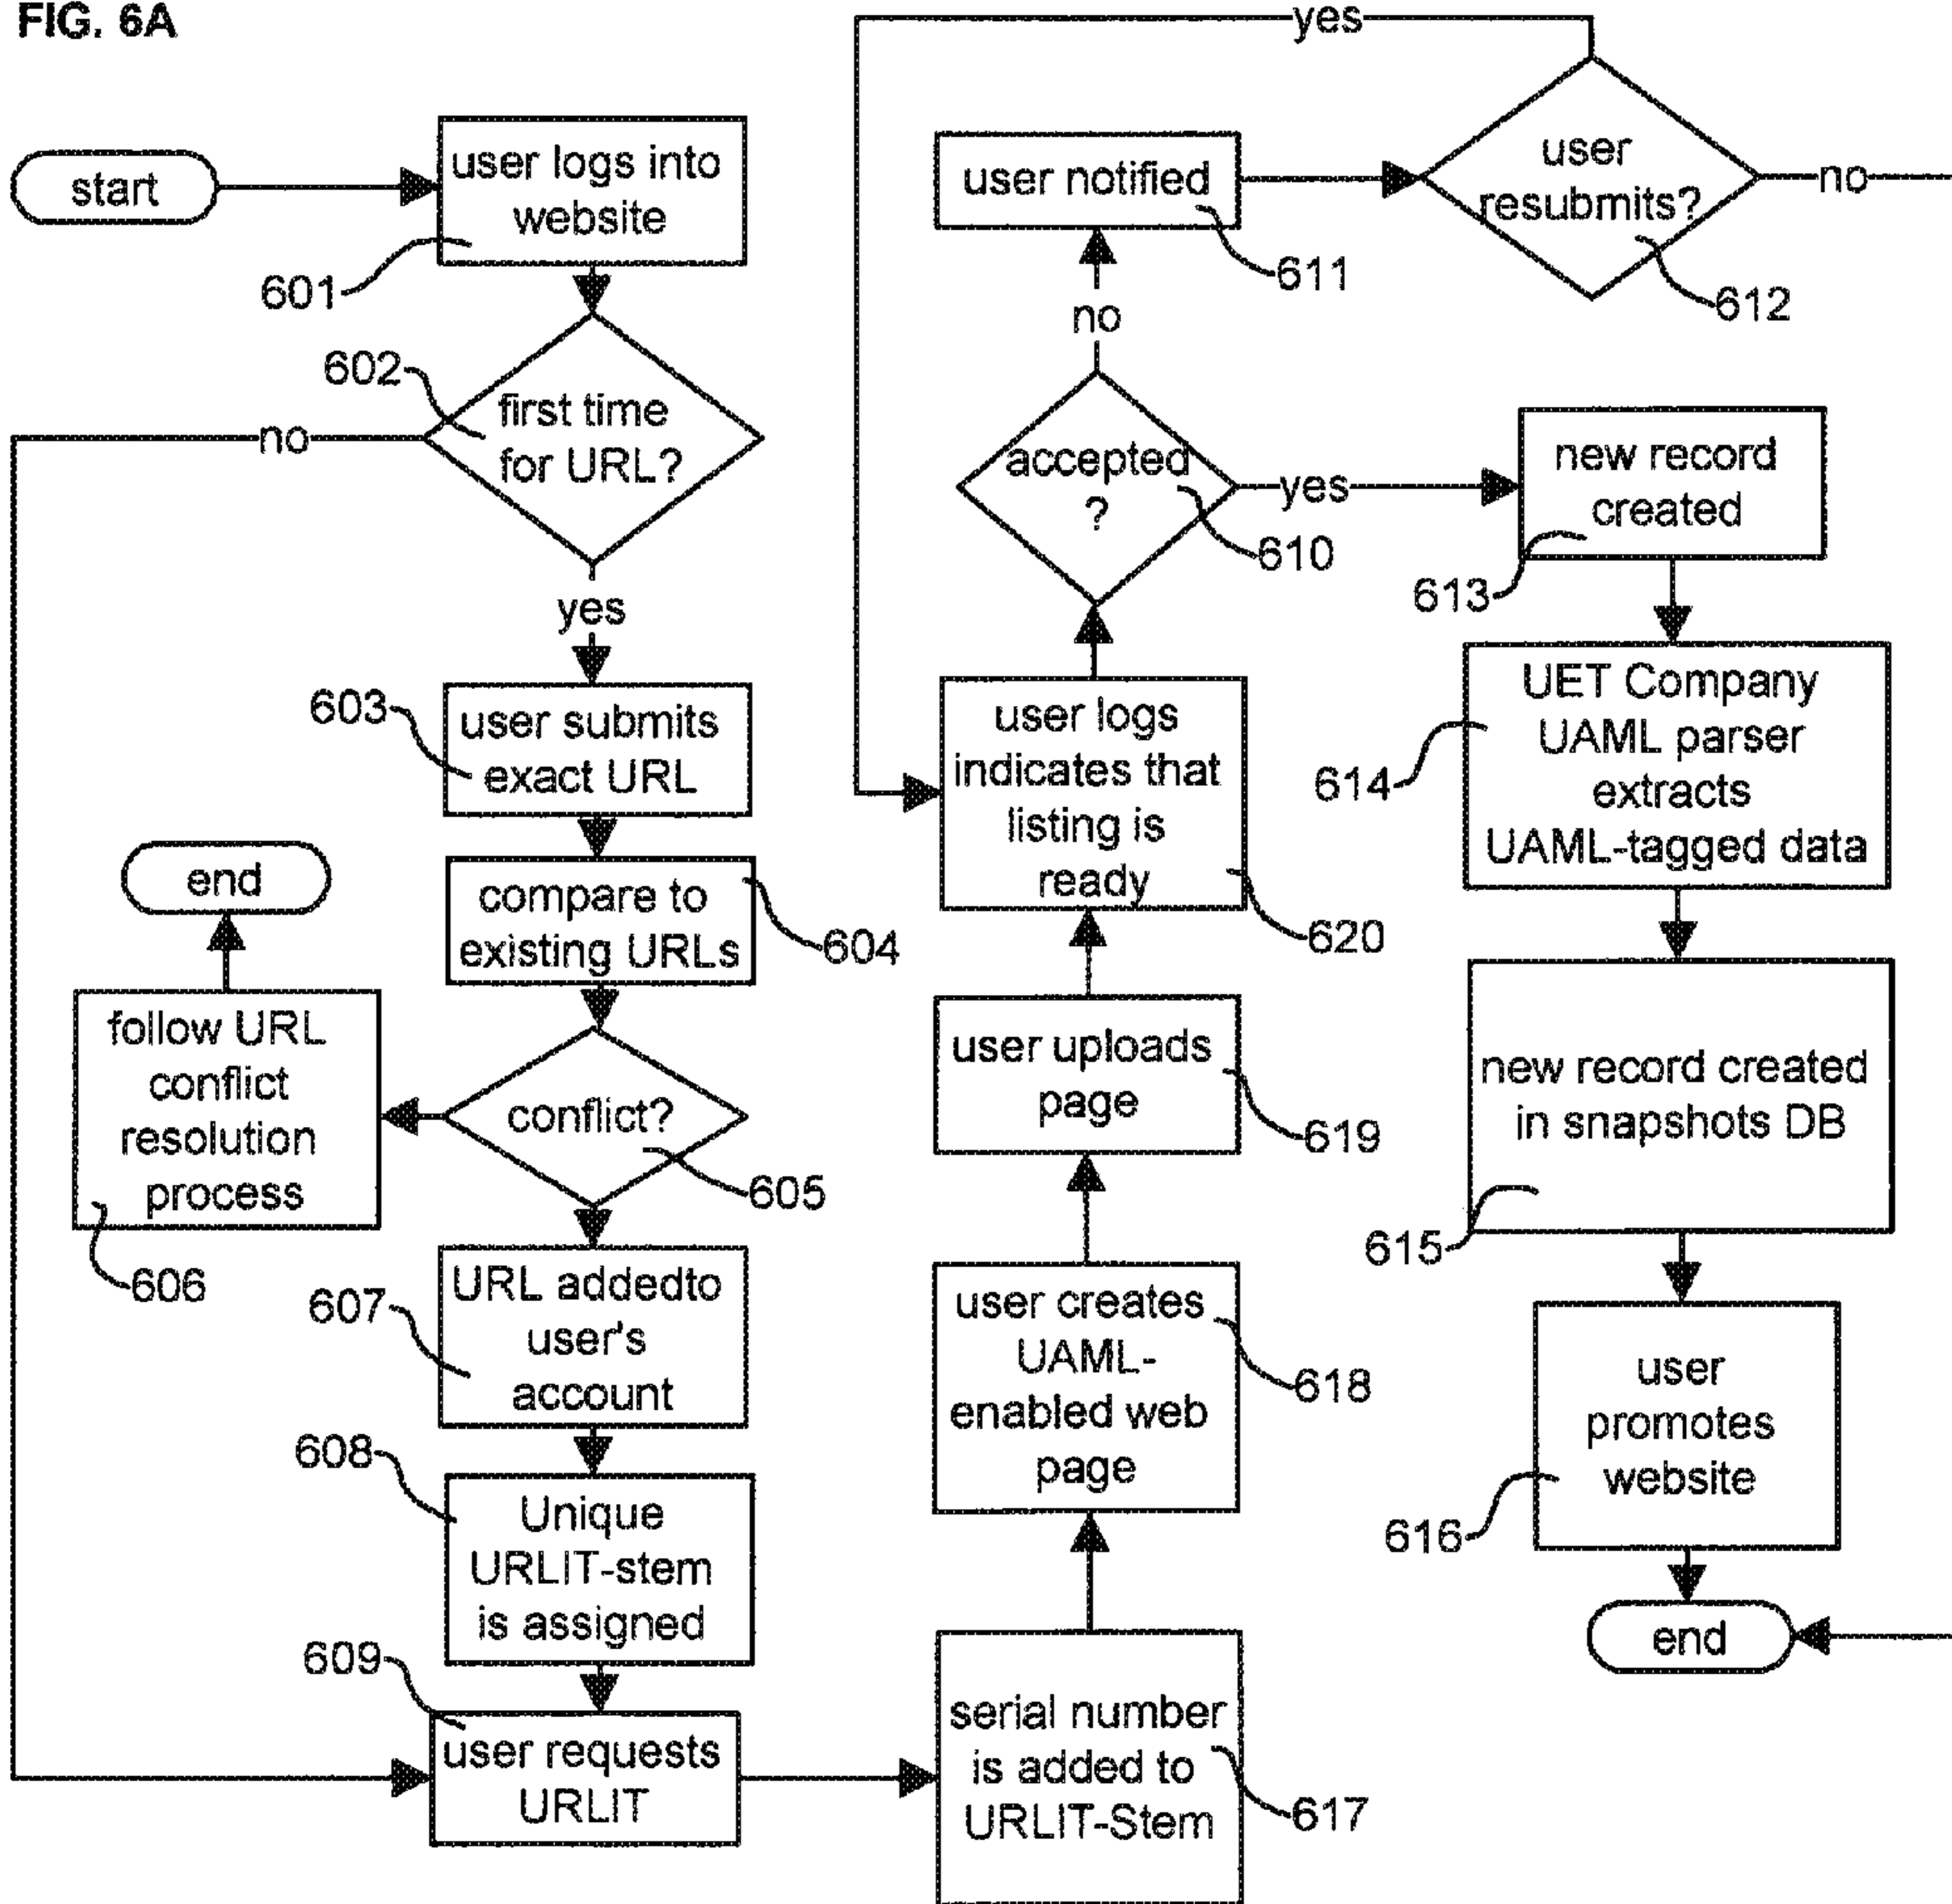 FIG. 6A
start
user logs into
website
601
602
first time
for URL?
no
yes
603
user submits
exact URL
compare to
existing URLs
604
end
follow URL
conflict
resolution
process
606
conflict?
605
607
URL addedto
user's
account
608
Unique
URLIT-stem
is assigned
609
user requests
URLIT
serial number
is added to
URLIT-Stem
617
user creates
UAML-
enabled web
page
618
user uploads
page
619
user logs
indicates that
listing is
ready
620
accepted
?
610
no
user notified
611
user
resubmits?
612
yes
no
yes
new record
created
613
UET Company
UAML parser
extracts
UAML-tagged data
614
new record created
in snapshots DB
615
user
promotes
website
616
end